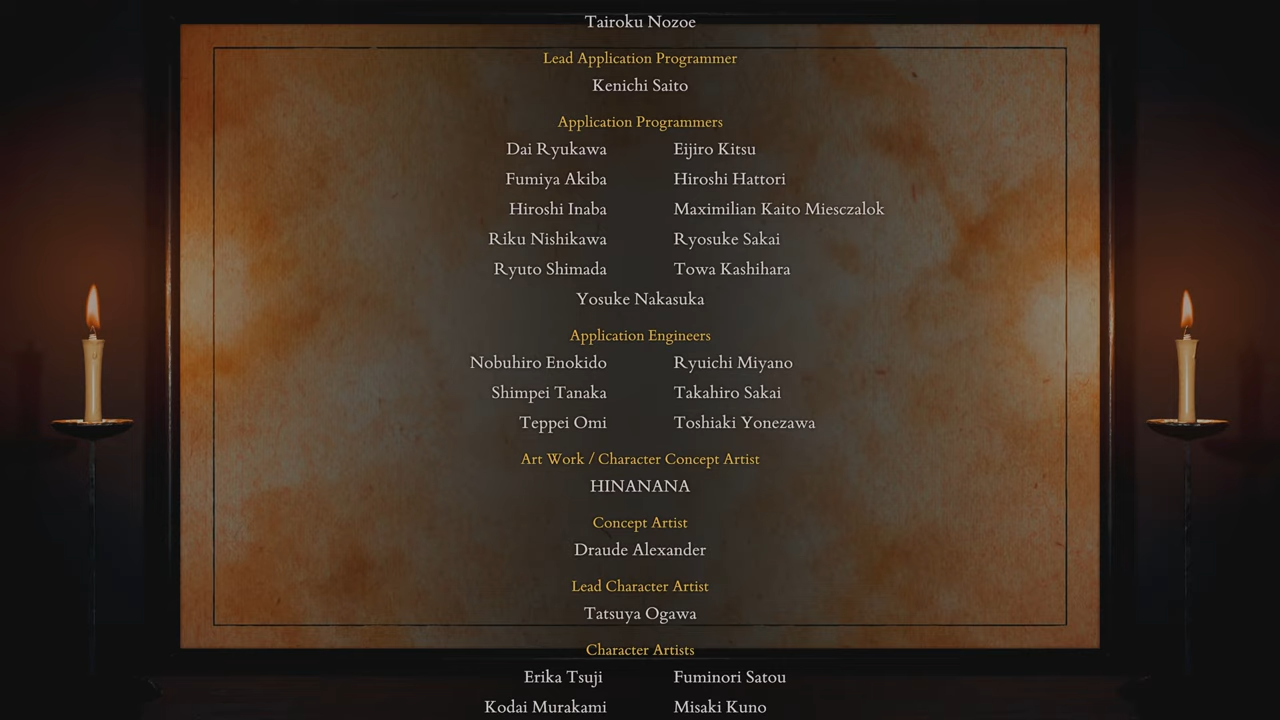 Tairoku Nozoe
Lead Application Programmer
Kenichi Saito
Application Programmers
Dai Ryukawa Eijiro Kitsu
Fumiya Akiba Hiroshi Hattori
Hiroshi Inaba Maximilian Kaito Miesczalok
Riku Nishikawa Ryosuke Sakai
Ryuto Shimada Towa Kashihara
Yosuke Nakasuka
Application Engineers
Nobuhiro Enokido Ryuichi Miyano
Shimpei Tanaka Takahiro Sakai
Teppei Omi Toshiaki Yonezawa
Art Work / Character Concept Artist
HINANANA
Concept Artist
Draude Alexander
Lead Character Artist
Tatsuya Ogawa
Character Artists
Erika Tsuji Fuminori Satou
Kodai Murakami Misaki Kuno